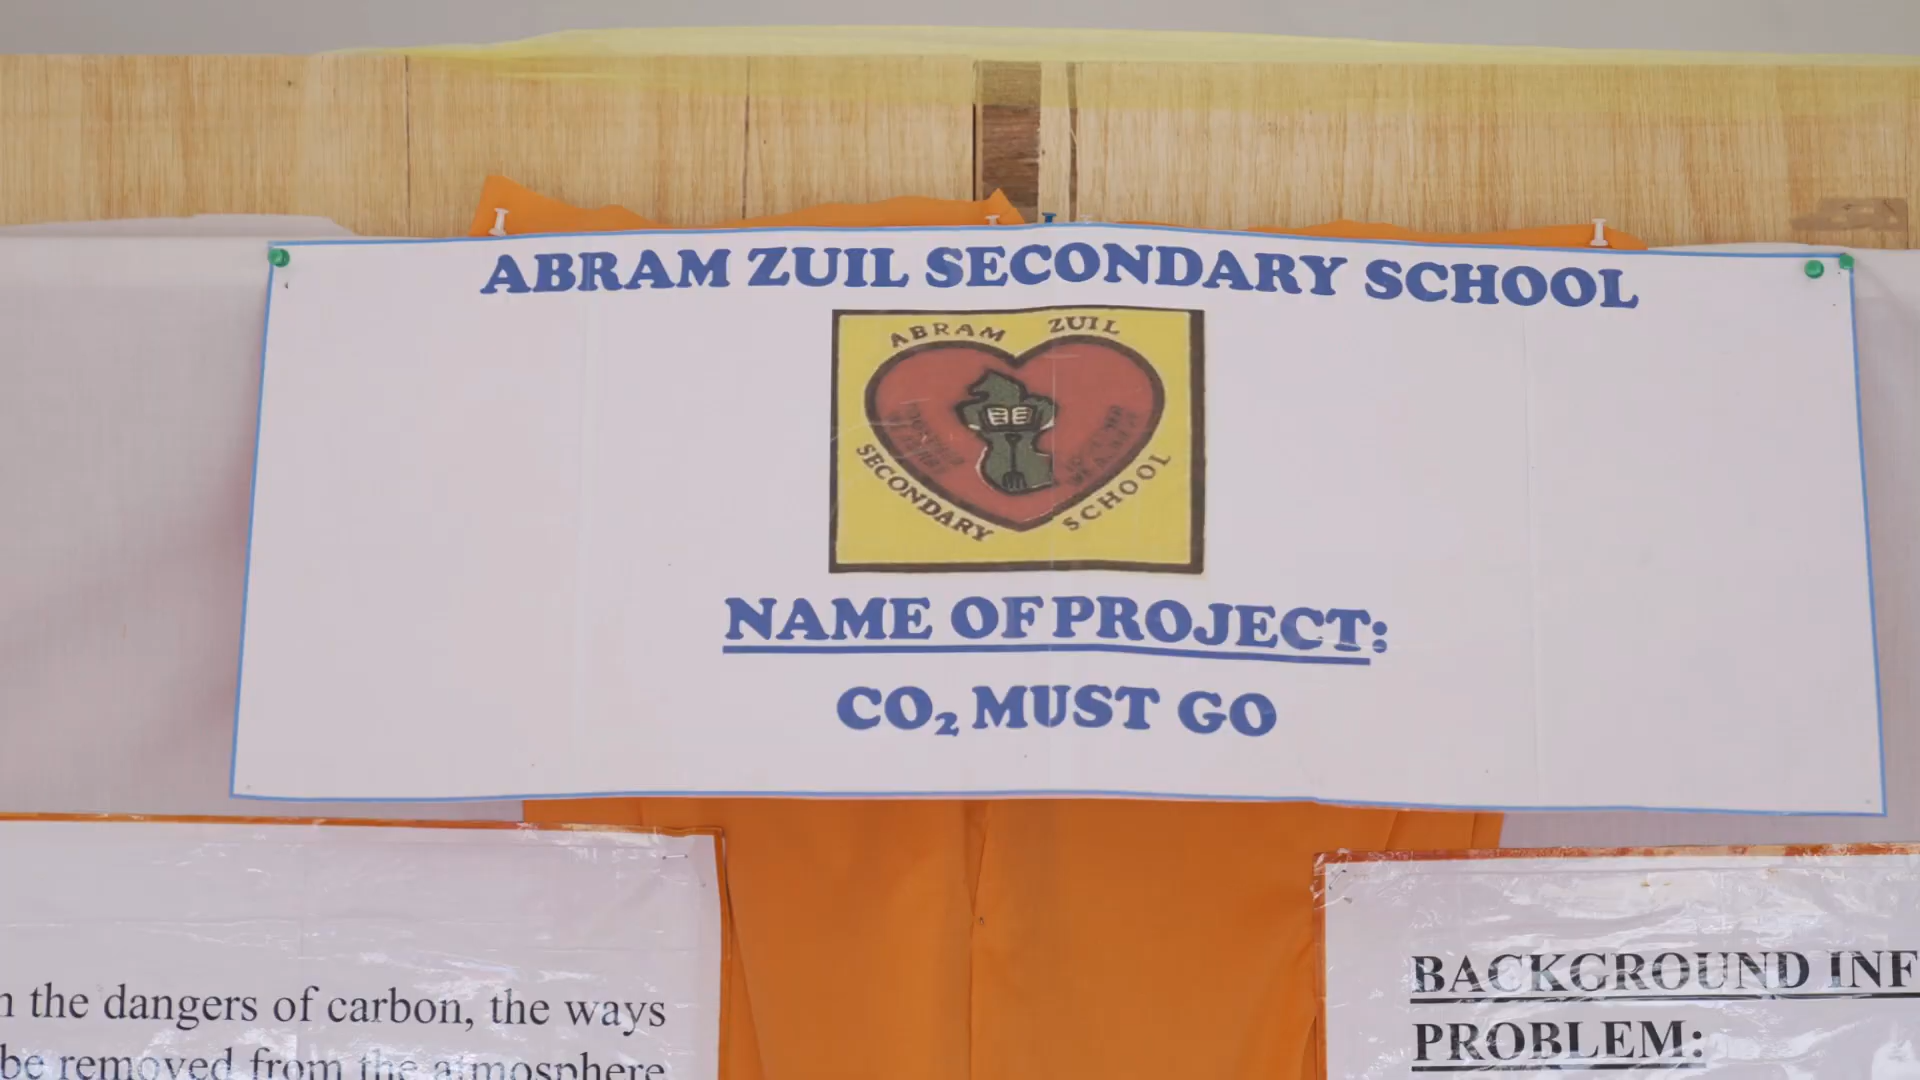 ABRAM ZUIL SECONDARY SCHOOL
ABRAM ZUIL
SECONDARY SCHOOL
NAME OF PROJECT:
CO₂ MUST GO
the dangers of carbon, the ways
be removed from the atmosphere
BACKGROUND INF
PROBLEM: